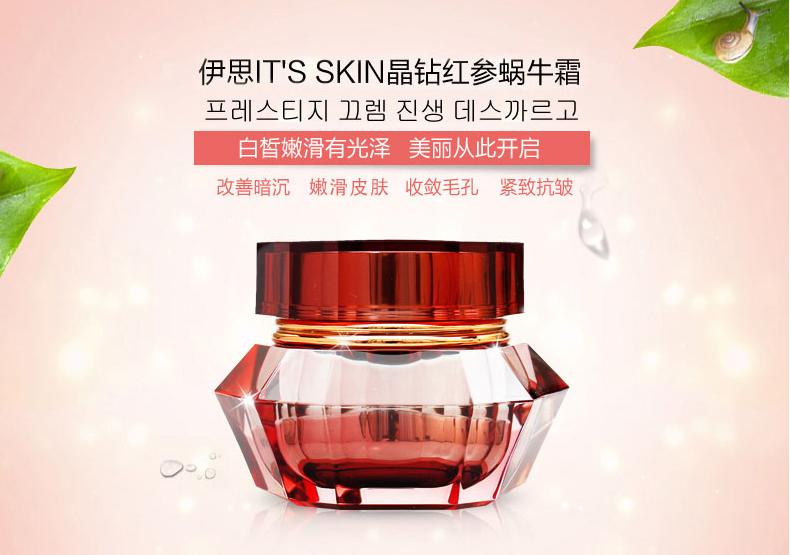 伊思IT'S SKIN晶钻红参蜗牛霜
프레스티지 끄렘 진생 데스까르고
白皙嫩滑有光泽 美丽从此开启
改善暗沉 嫩滑皮肤 收敛毛孔 紧致抗皱